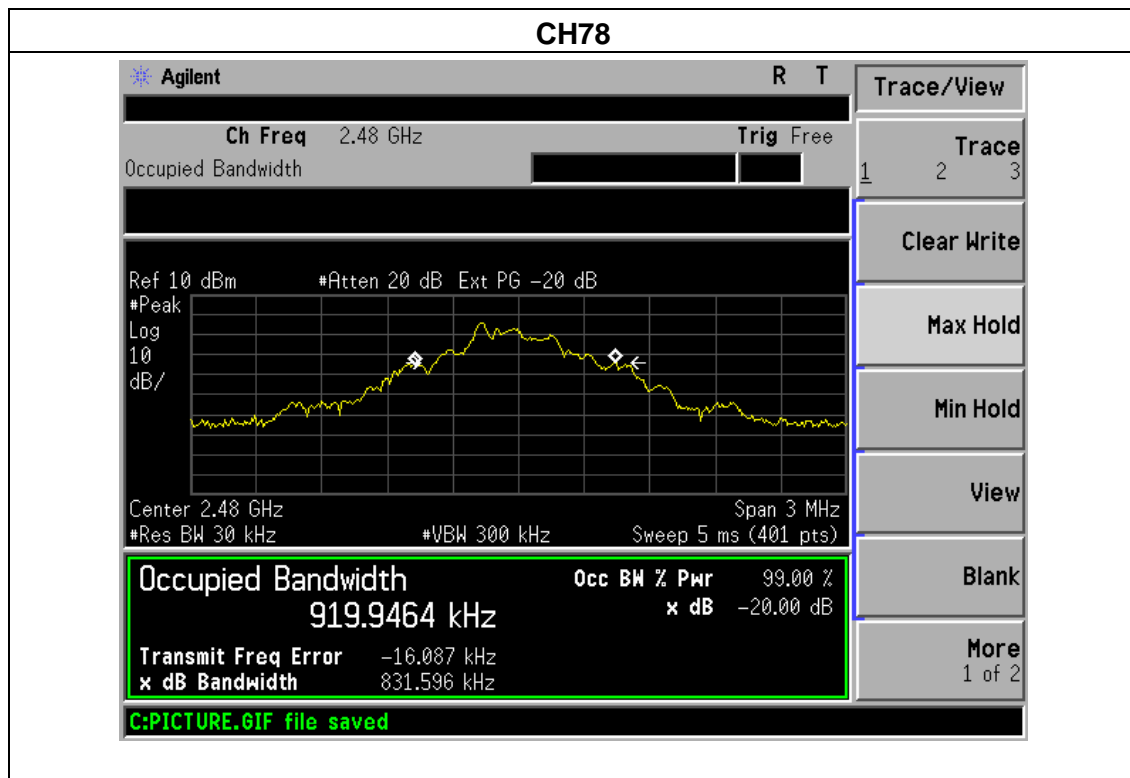 CH78
Agilent R T
Ch Freq 2.48 GHz Trig Free
Occupied Bandwidth
Ref 10 dBm #Atten 20 dB Ext PG -20 dB
#Peak
Log
10
dB/
Center 2.48 GHz Span 3 MHz
#Res BW 30 kHz #VBW 300 kHz Sweep 5 ms (401 pts)
Occupied Bandwidth Occ BW % Pwr 99.00 %
919.9464 kHz x dB -20.00 dB
Transmit Freq Error -16.087 kHz
x dB Bandwidth 831.596 kHz
C:PICTURE.GIF file saved
Trace/View
Trace
1 2 3
Clear Write
Max Hold
Min Hold
View
Blank
More
1 of 2